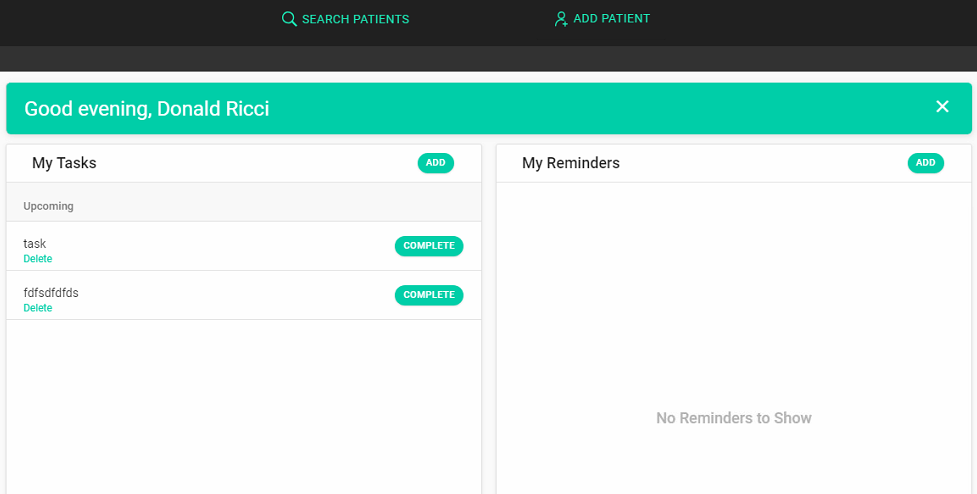 SEARCH PATIENTS
ADD PATIENT
Good evening, Donald Ricci
My Tasks
ADD
Upcoming
task
Delete
COMPLETE
fdfsdfdfds
Delete
COMPLETE
My Reminders
ADD
No Reminders to Show